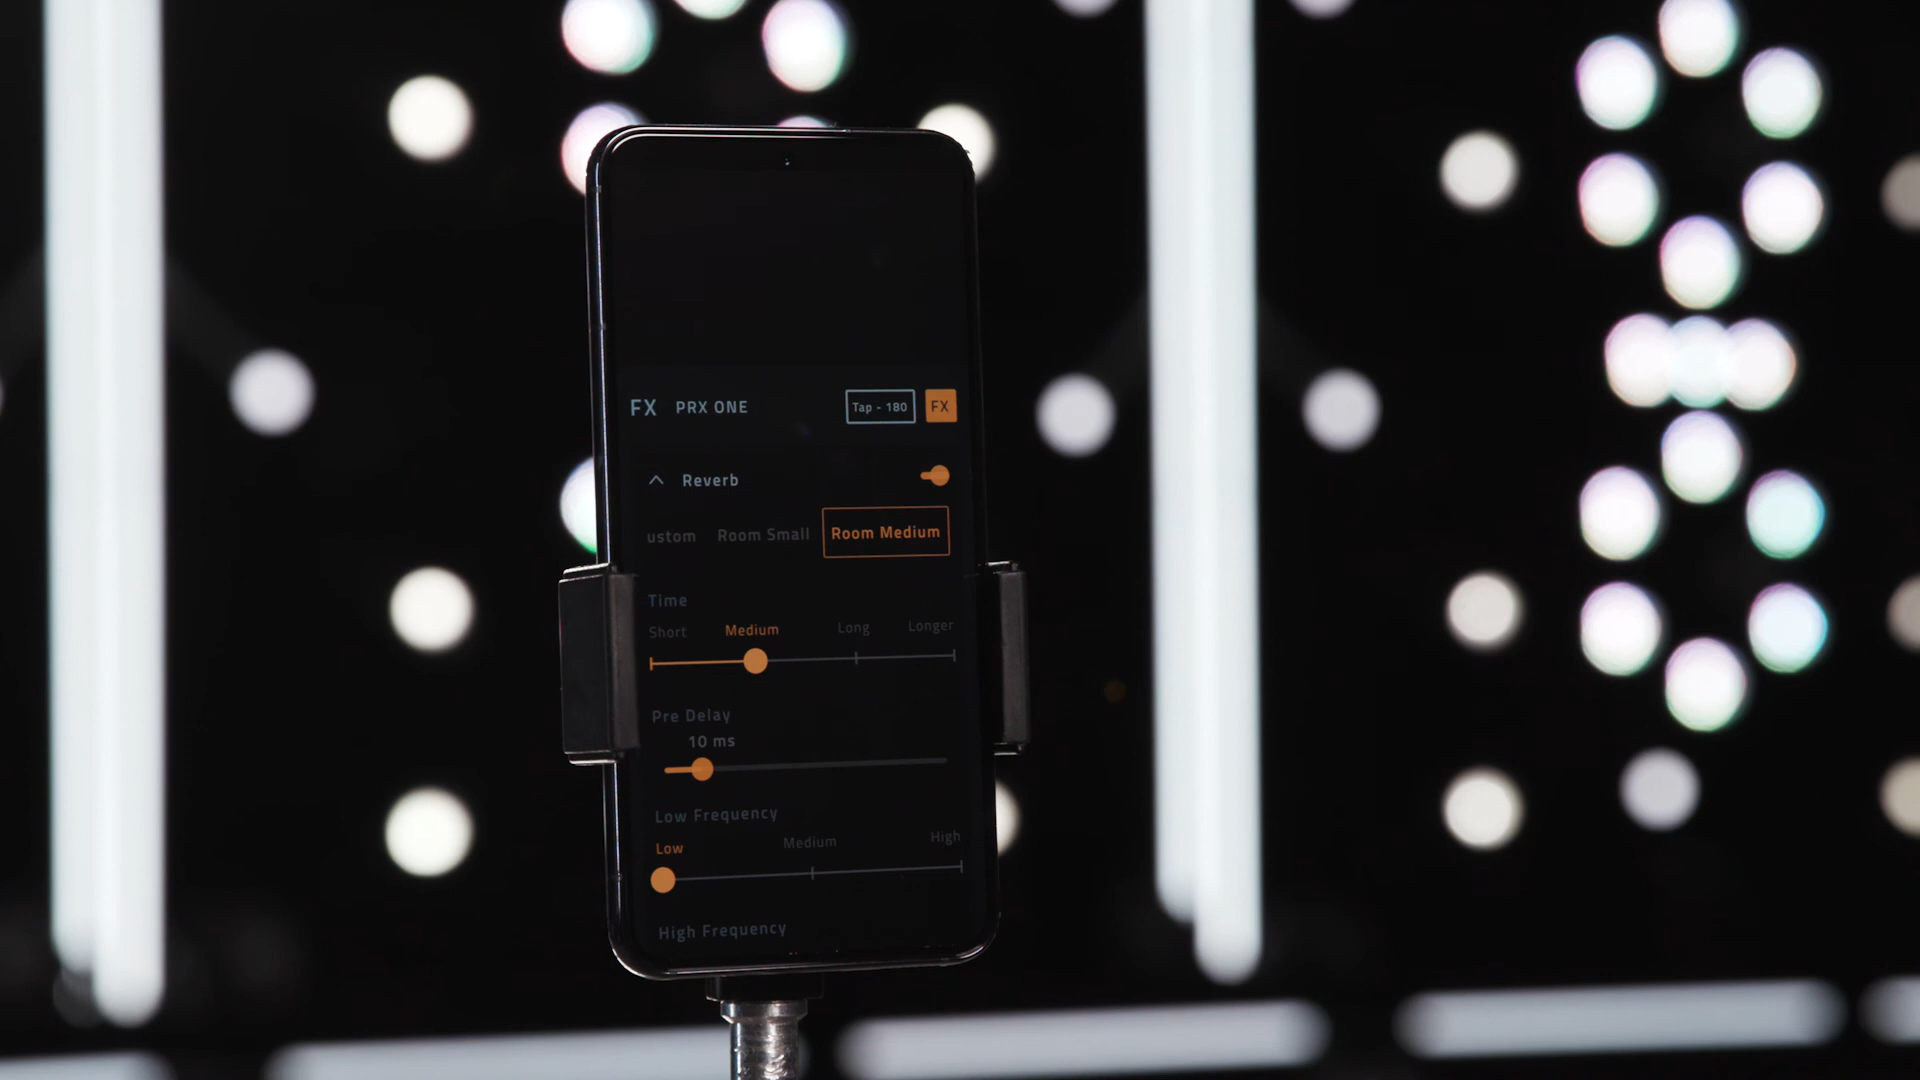 FX PRX ONE Tap - 180 FX
Reverb
ustom Room Small Room Medium
Time
Short Medium Long Longer
Pre Delay
10 ms
Low Frequency
Low Medium High
High Frequency